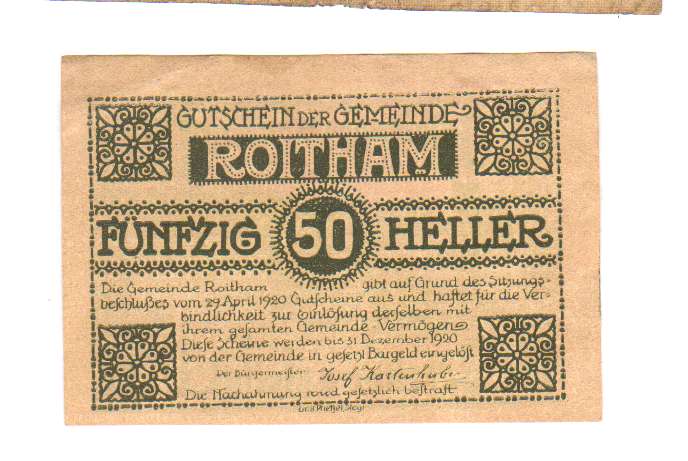 GUTSCHEIN DER GEMEINDE
ROITHAM
FÜNFZIG 50 HELLER
Die Gemeinde Roitham gibt auf Grund des Sitzungs-
beschlußes vom 29 April 1920 Gutscheine aus und haftet für die Ver-
bindlichkeit zur Einlösung derselben mit
ihrem gesamten Gemeinde-Vermögen
Diese Scheine werden bis 31 Dezember 1920
von der Gemeinde in gesetzl Bargeld eingelöst
Der Bürgermeister Josef
Die Nachahmung wird gesetzlich bestraft